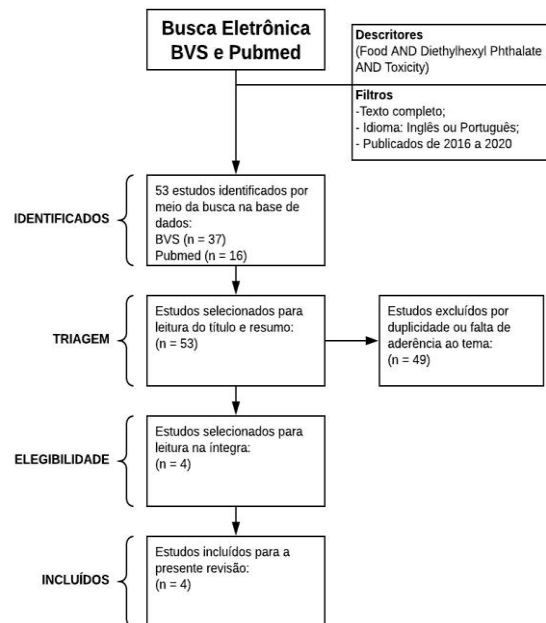 Busca Eletrônica
BVS e Pubmed
Descritores
(Food AND Diethylhexyl Phthalate
AND Toxicity)
Filtros
-Texto completo;
- Idioma: Inglês ou Português;
- Publicados de 2016 a 2020
IDENTIFICADOS
53 estudos identificados por
meio da busca na base de
dados:
BVS (n = 37)
Pubmed (n = 16)
TRIAGEM
Estudos selecionados para
leitura do título e resumo:
(n = 53)
Estudos excluídos por
duplicidade ou falta de
aderência ao tema:
(n = 49)
ELEGIBILIDADE
Estudos selecionados para
leitura na íntegra:
(n = 4)
INCLUÍDOS
Estudos incluídos para a
presente revisão:
(n = 4)